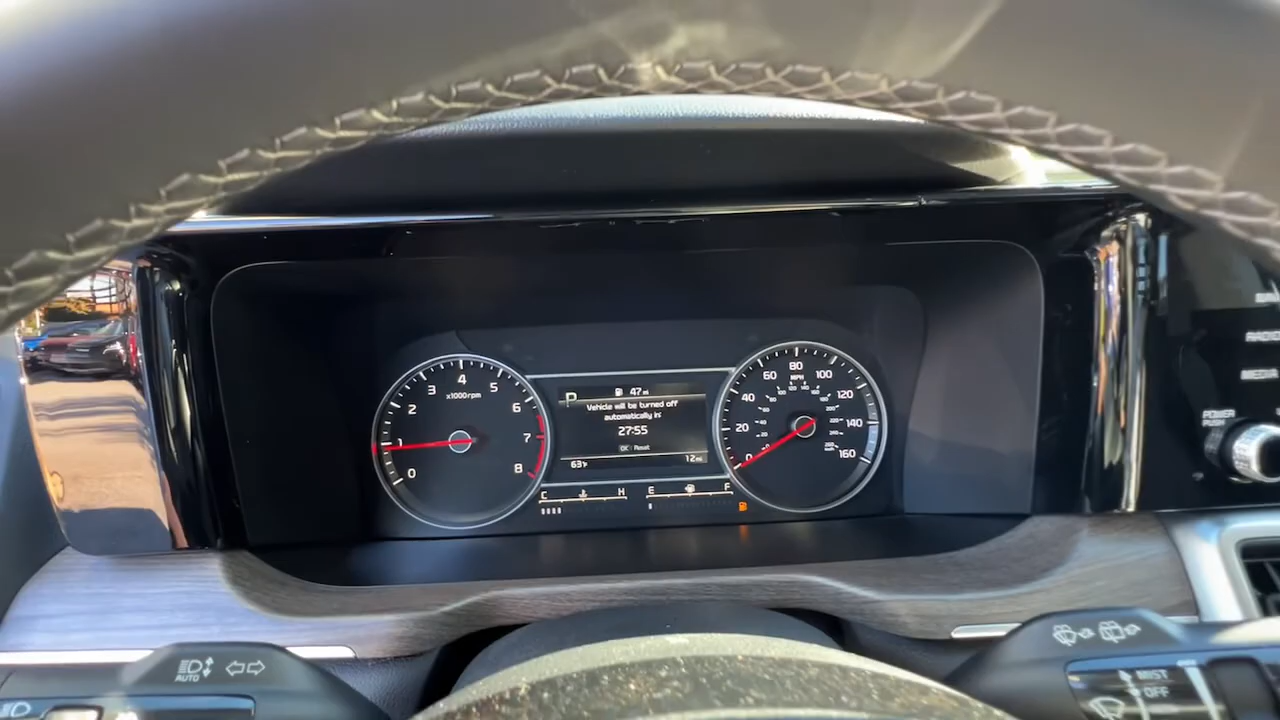 4
3 5
2 6
x1000rpm
1 7
0 8
P
47 mi
Vehicle will be turned off
automatically in:
27:55
OK : Reset
63°F
12 mi
C H
E F
80
60 100
MPH
40 120
20 140
0 160
RADIO
MEDIA
POWER
PUSH
AUTO
MIST
OFF